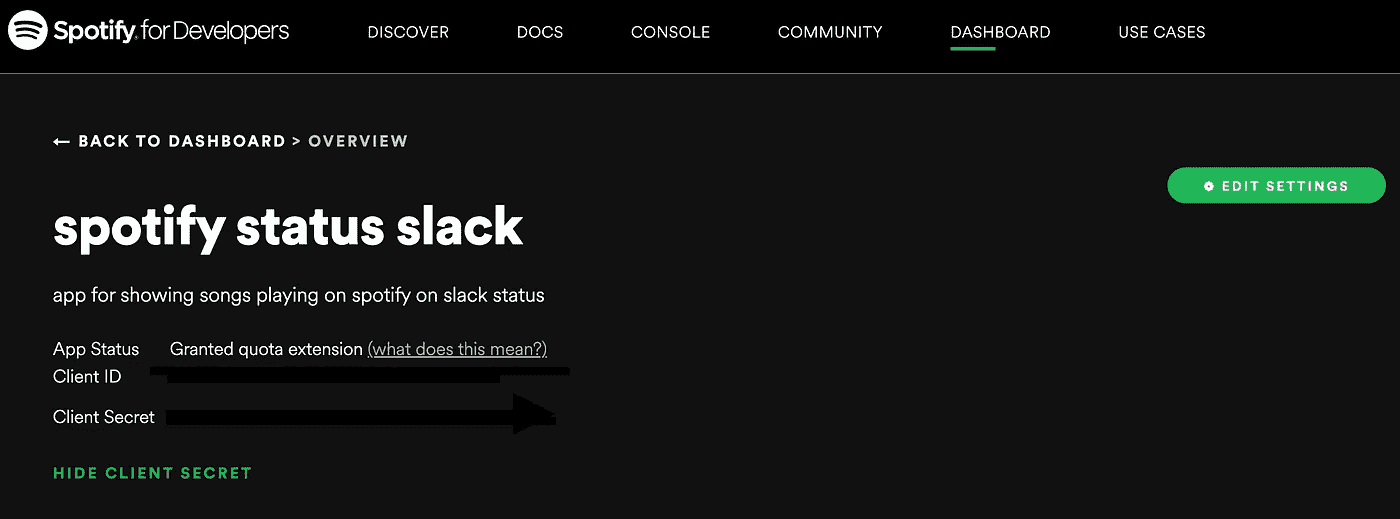 Spotify for Developers DISCOVER DOCS CONSOLE COMMUNITY DASHBOARD USE CASES
← BACK TO DASHBOARD > OVERVIEW
EDIT SETTINGS
spotify status slack
app for showing songs playing on spotify on slack status
App Status Granted quota extension (what does this mean?)
Client ID
Client Secret
HIDE CLIENT SECRET